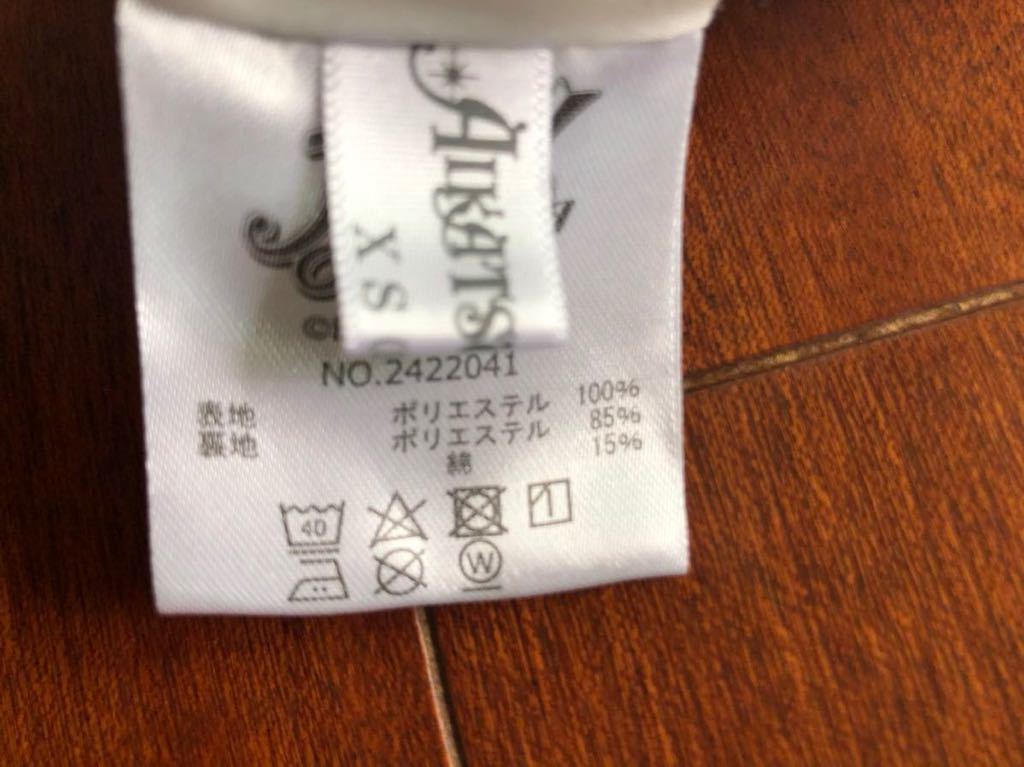 AIKATS
XS
NO.2422041
表地 ポリエステル 100%
裏地 ポリエステル 85%
綿 15%
40
W